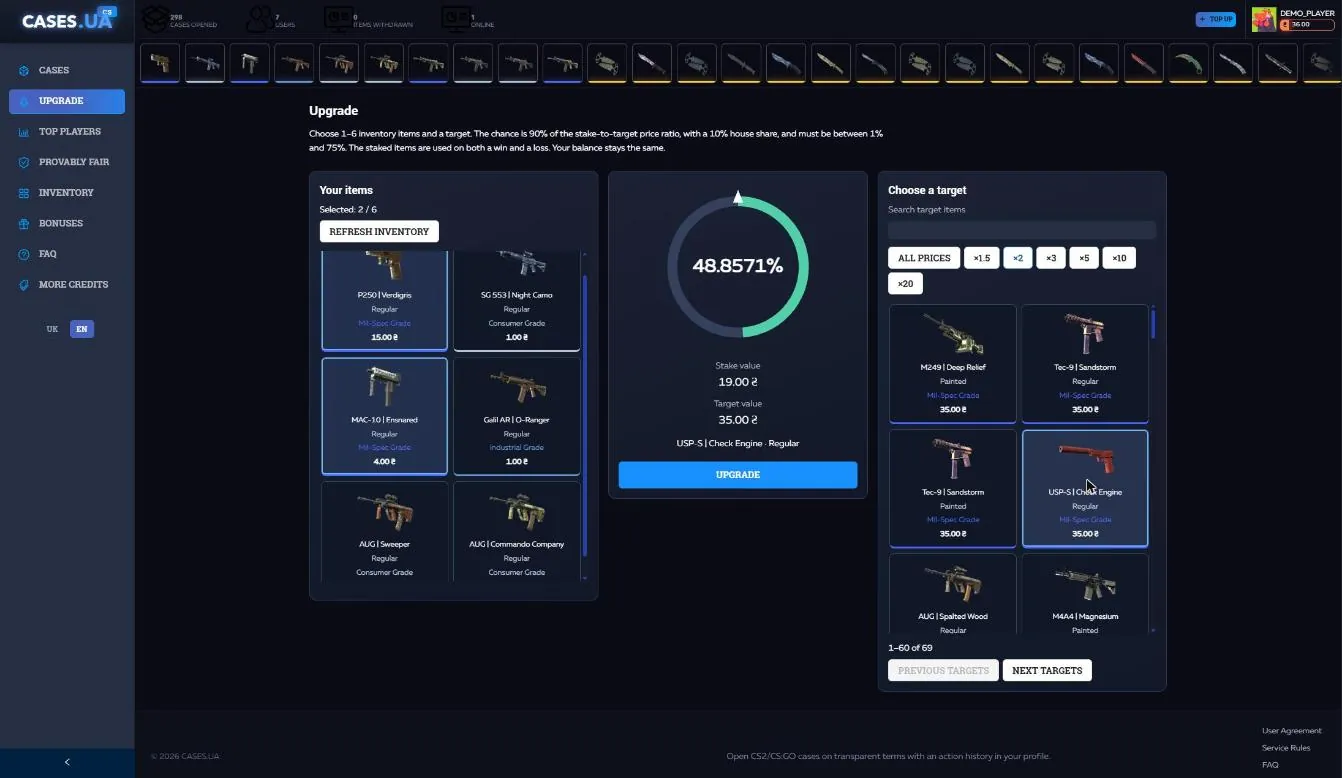 CASES.UA CS
298
CASES OPENED
7
USERS
0
ITEMS WITHDRAWN
1
ONLINE
+ TOP UP
DEMO_PLAYER
36.00
CASES
UPGRADE
TOP PLAYERS
PROVABLY FAIR
INVENTORY
BONUSES
FAQ
MORE CREDITS
UK
EN
Upgrade
Choose 1–6 inventory items and a target. The chance is 90% of the stake-to-target price ratio, with a 10% house share, and must be between 1%
and 75%. The staked items are used on both a win and a loss. Your balance stays the same.
Your items
Selected: 2 / 6
REFRESH INVENTORY
P250 | Verdigris
Regular
Mil-Spec Grade
15.00 ₴
SG 553 | Night Camo
Regular
Consumer Grade
1.00 ₴
MAC-10 | Ensnared
Regular
Mil-Spec Grade
4.00 ₴
Galil AR | O-Ranger
Regular
Industrial Grade
1.00 ₴
AUG | Sweeper
Regular
Consumer Grade
AUG | Commando Company
Regular
Consumer Grade
48.8571%
Stake value
19.00 ₴
Target value
35.00 ₴
USP-S | Check Engine · Regular
UPGRADE
Choose a target
Search target items
ALL PRICES
×1.5
×2
×3
×5
×10
×20
M249 | Deep Relief
Painted
Mil-Spec Grade
35.00 ₴
Tec-9 | Sandstorm
Regular
Mil-Spec Grade
35.00 ₴
Tec-9 | Sandstorm
Painted
Mil-Spec Grade
35.00 ₴
USP-S | Check Engine
Regular
Mil-Spec Grade
35.00 ₴
AUG | Spalted Wood
Regular
M4A4 | Magnesium
Painted
1–60 of 69
PREVIOUS TARGETS
NEXT TARGETS
© 2026 CASES.UA
Open CS2/CS:GO cases on transparent terms with an action history in your profile.
User Agreement
Service Rules
FAQ